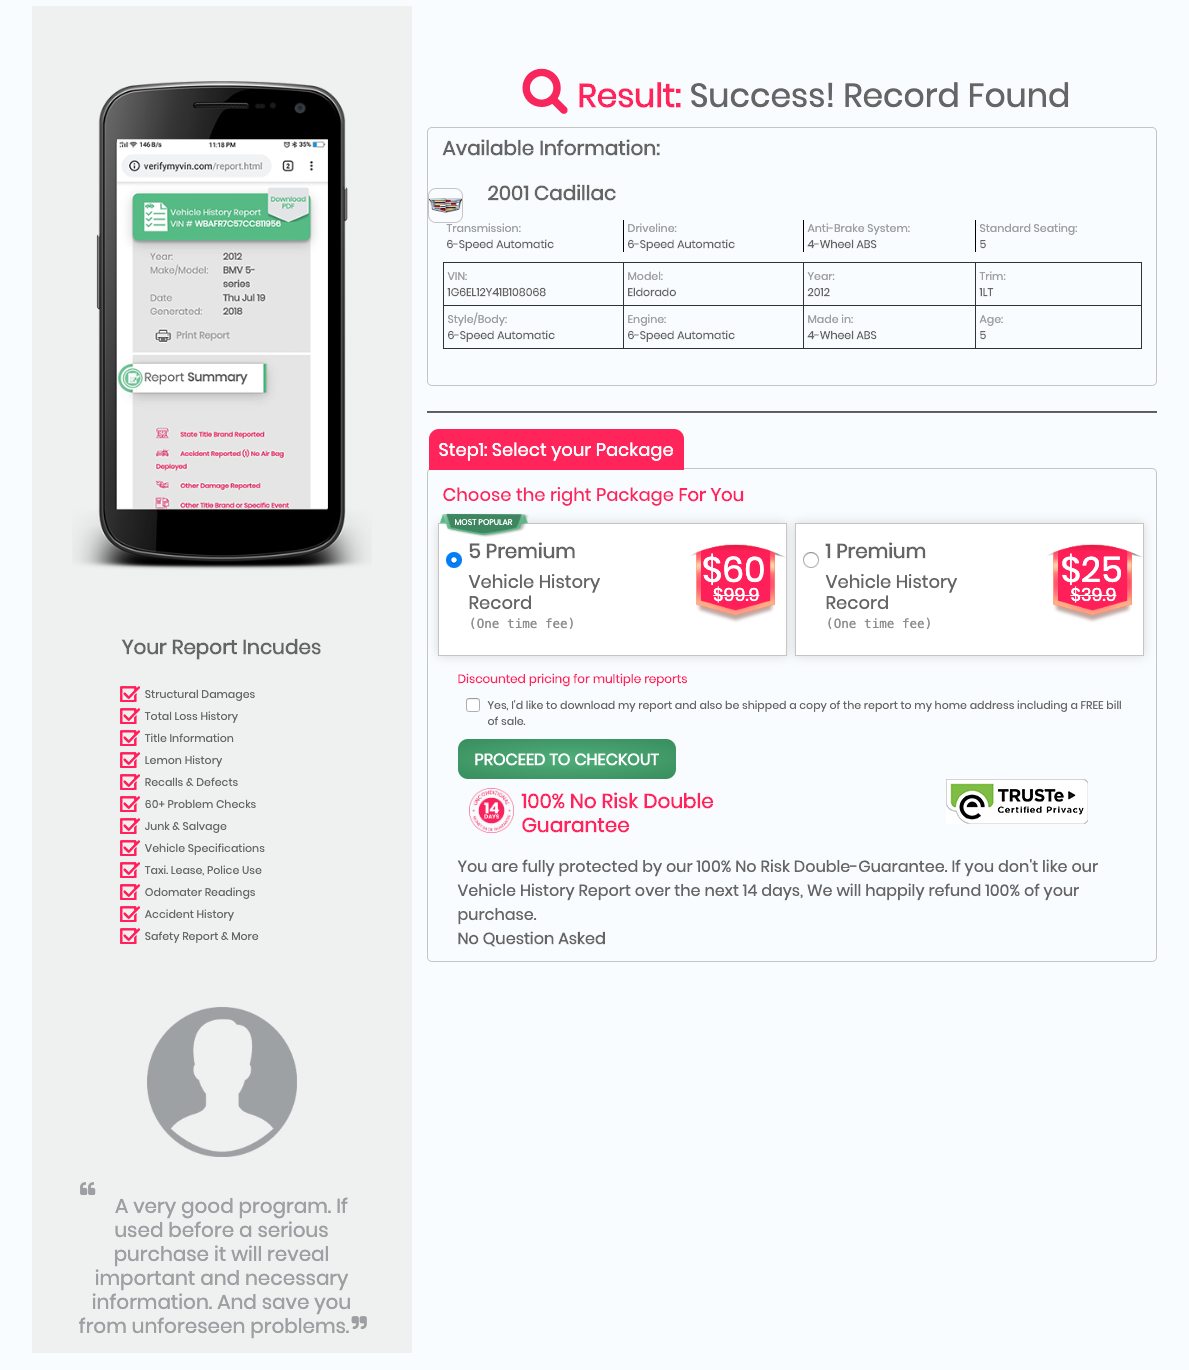 146 B/s 11:18 PM 35%
verifymyvin.com/report.html 2
Download
PDF
Vehicle History Report
VIN # WBAFR7C57CC811956
Year: 2012
Make/Model: BMV 5-
series
Date Thu Jul 19
Generated: 2018
Print Report
Report Summary
State Title Brand Reported
Accident Reported (1) No Air Bag
Deployed
Other Damage Reported
Other Title Brand or Specific Event
Your Report Incudes
Structural Damages
Total Loss History
Title Information
Lemon History
Recalls & Defects
60+ Problem Checks
Junk & Salvage
Vehicle Specifications
Taxi. Lease, Police Use
Odomater Readings
Accident History
Safety Report & More
❝ A very good program. If
used before a serious
purchase it will reveal
important and necessary
information. And save you
from unforeseen problems.❞
Result: Success! Record Found
Available Information:
2001 Cadillac
Transmission: Driveline: Anti-Brake System: Standard Seating:
6-Speed Automatic 6-Speed Automatic 4-Wheel ABS 5
VIN: Model: Year: Trim:
1G6EL12Y41B108068 Eldorado 2012 1LT
Style/Body: Engine: Made in: Age:
6-Speed Automatic 6-Speed Automatic 4-Wheel ABS 5
Step1: Select your Package
Choose the right Package For You
MOST POPULAR
5 Premium
Vehicle History
Record
(One time fee)
$60
$99.9
1 Premium
Vehicle History
Record
(One time fee)
$25
$39.9
Discounted pricing for multiple reports
Yes, I'd like to download my report and also be shipped a copy of the report to my home address including a FREE bill
of sale.
PROCEED TO CHECKOUT
14
DAYS
100% No Risk Double
Guarantee
TRUSTe
Certified Privacy
You are fully protected by our 100% No Risk Double-Guarantee. If you don't like our
Vehicle History Report over the next 14 days, We will happily refund 100% of your
purchase.
No Question Asked